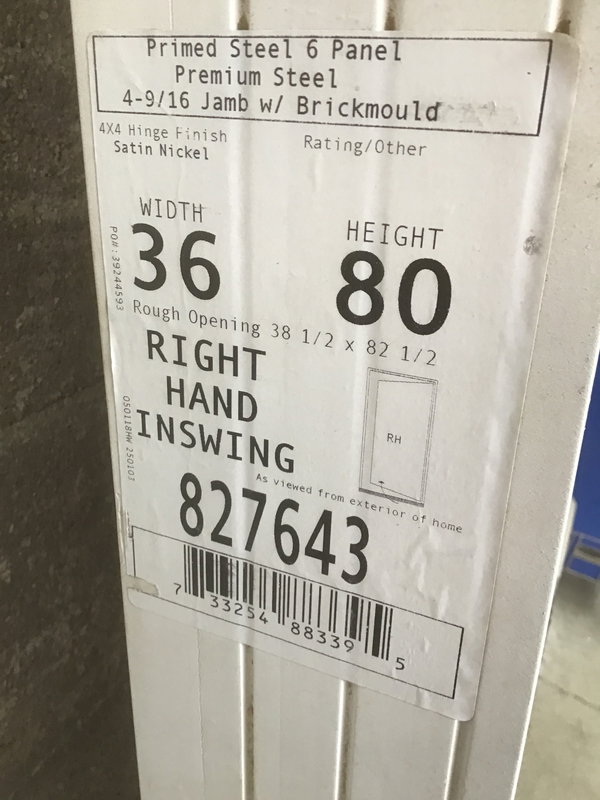 Primed Steel 6 Panel
Premium Steel
4-9/16 Jamb w/ Brickmould
4X4 Hinge Finish
Satin Nickel
Rating/Other
WIDTH
36
HEIGHT
80
PO#:39244593
Rough Opening 38 1/2 x 82 1/2
RIGHT
HAND
INSWING
RH
050118HW 250103
As viewed from exterior of home
827643
7 33254 88339 5